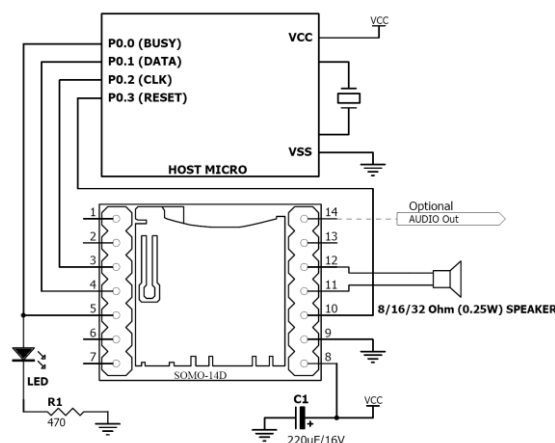 VCC
P0.0 (BUSY)
VCC
P0.1 (DATA)
P0.2 (CLK)
P0.3 (RESET)
VSS
HOST MICRO
1
14
Optional
AUDIO Out
2
13
3
12
4
11
8/16/32 Ohm (0.25W) SPEAKER
5
10
6
9
7
8
LED
SOMO-14D
R1
470
C1
VCC
+
220uF/16V